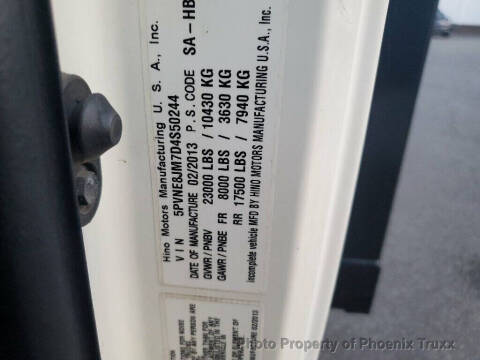 Hino Motors Manufacturing U. S. A., Inc.
V I N 5PVNE8JM7D4S50244
DATE OF MANUFACTURE 02/2013 P. S. CODE SA-HB
GVWR / PNBV 23000 LBS / 10430 KG
GAWR / PNBE FR 8000 LBS / 3630 KG
RR 17500 LBS / 7940 KG
incomplete vehicle MFD BY HINO MOTORS MANUFACTURING U.S.A., Inc.
Property of Phoenix Truxx